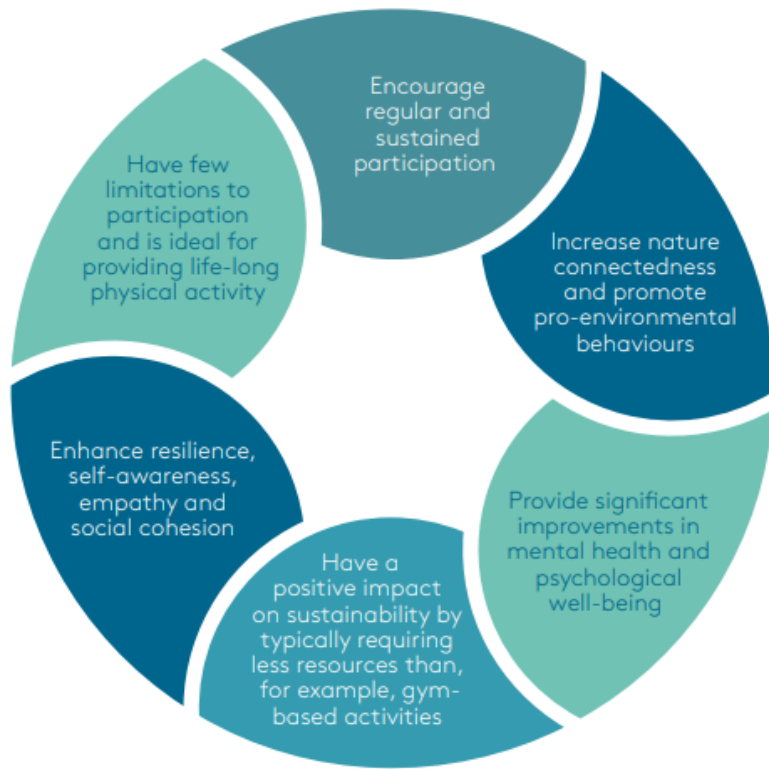 Encourage
regular and
sustained
participation
Increase nature
connectedness
and promote
pro-environmental
behaviours
Provide significant
improvements in
mental health and
psychological
well-being
Have a
positive impact
on sustainability by
typically requiring
less resources than,
for example, gym-
based activities
Enhance resilience,
self-awareness,
empathy and
social cohesion
Have few
limitations to
participation
and is ideal for
providing life-long
physical activity